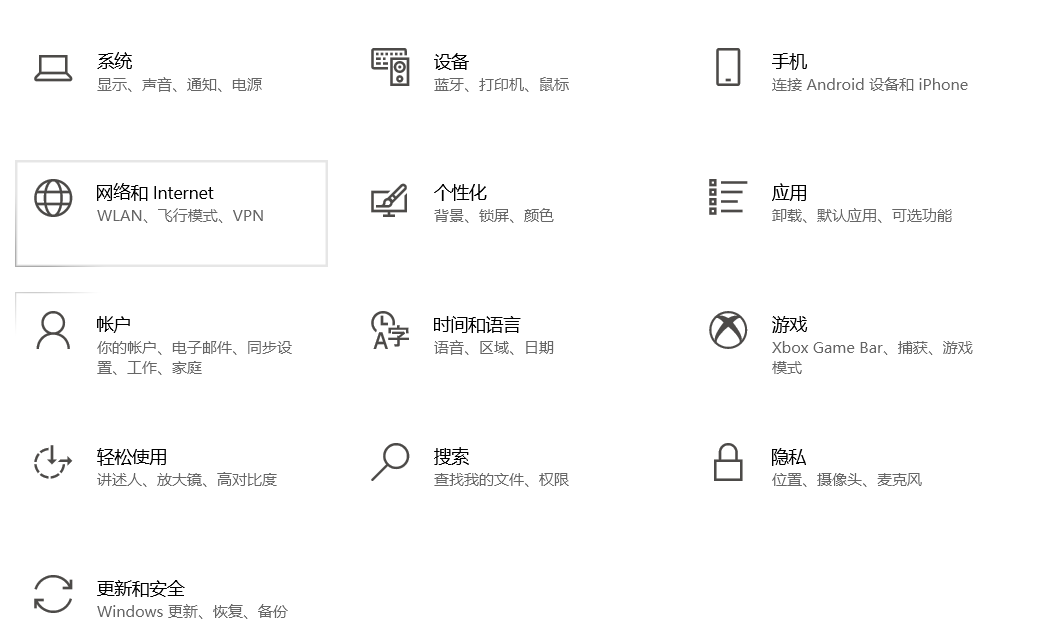 系统
显示、声音、通知、电源
设备
蓝牙、打印机、鼠标
手机
连接 Android 设备和 iPhone
网络和 Internet
WLAN、飞行模式、VPN
个性化
背景、锁屏、颜色
应用
卸载、默认应用、可选功能
帐户
你的帐户、电子邮件、同步设
置、工作、家庭
时间和语言
语音、区域、日期
游戏
Xbox Game Bar、捕获、游戏
模式
轻松使用
讲述人、放大镜、高对比度
搜索
查找我的文件、权限
隐私
位置、摄像头、麦克风
更新和安全
Windows 更新、恢复、备份